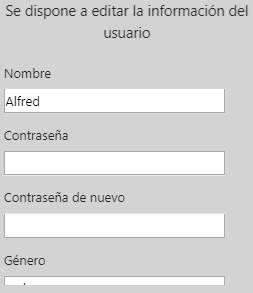 Se dispone a editar la información del
usuario
Nombre
Alfred
Contraseña
Contraseña de nuevo
Género